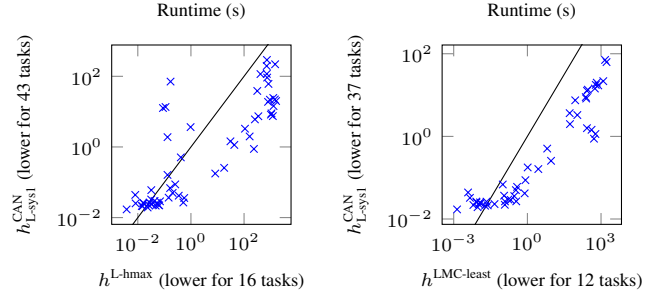 Runtime (s)
h^CAN_L-sys1 (lower for 43 tasks)
10^2
10^0
10^−2
10^−2 10^0 10^2
h^L-hmax (lower for 16 tasks)
Runtime (s)
h^CAN_L-sys1 (lower for 37 tasks)
10^2
10^0
10^−2
10^−3 10^0 10^3
h^LMC-least (lower for 12 tasks)